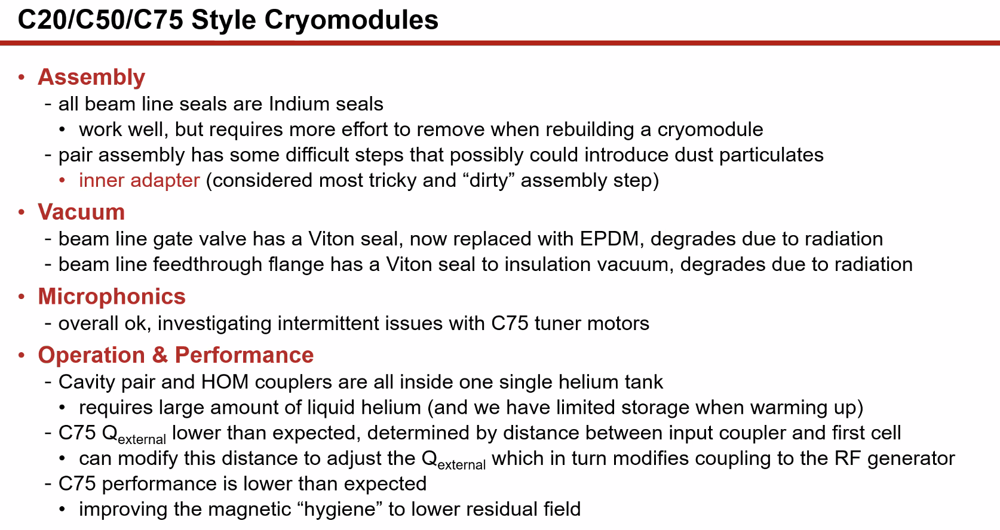 C20/C50/C75 Style Cryomodules
• Assembly
- all beam line seals are Indium seals
• work well, but requires more effort to remove when rebuilding a cryomodule
- pair assembly has some difficult steps that possibly could introduce dust particulates
• inner adapter (considered most tricky and “dirty” assembly step)
• Vacuum
- beam line gate valve has a Viton seal, now replaced with EPDM, degrades due to radiation
- beam line feedthrough flange has a Viton seal to insulation vacuum, degrades due to radiation
• Microphonics
- overall ok, investigating intermittent issues with C75 tuner motors
• Operation & Performance
- Cavity pair and HOM couplers are all inside one single helium tank
• requires large amount of liquid helium (and we have limited storage when warming up)
- C75 Qexternal lower than expected, determined by distance between input coupler and first cell
• can modify this distance to adjust the Qexternal which in turn modifies coupling to the RF generator
- C75 performance is lower than expected
• improving the magnetic “hygiene” to lower residual field